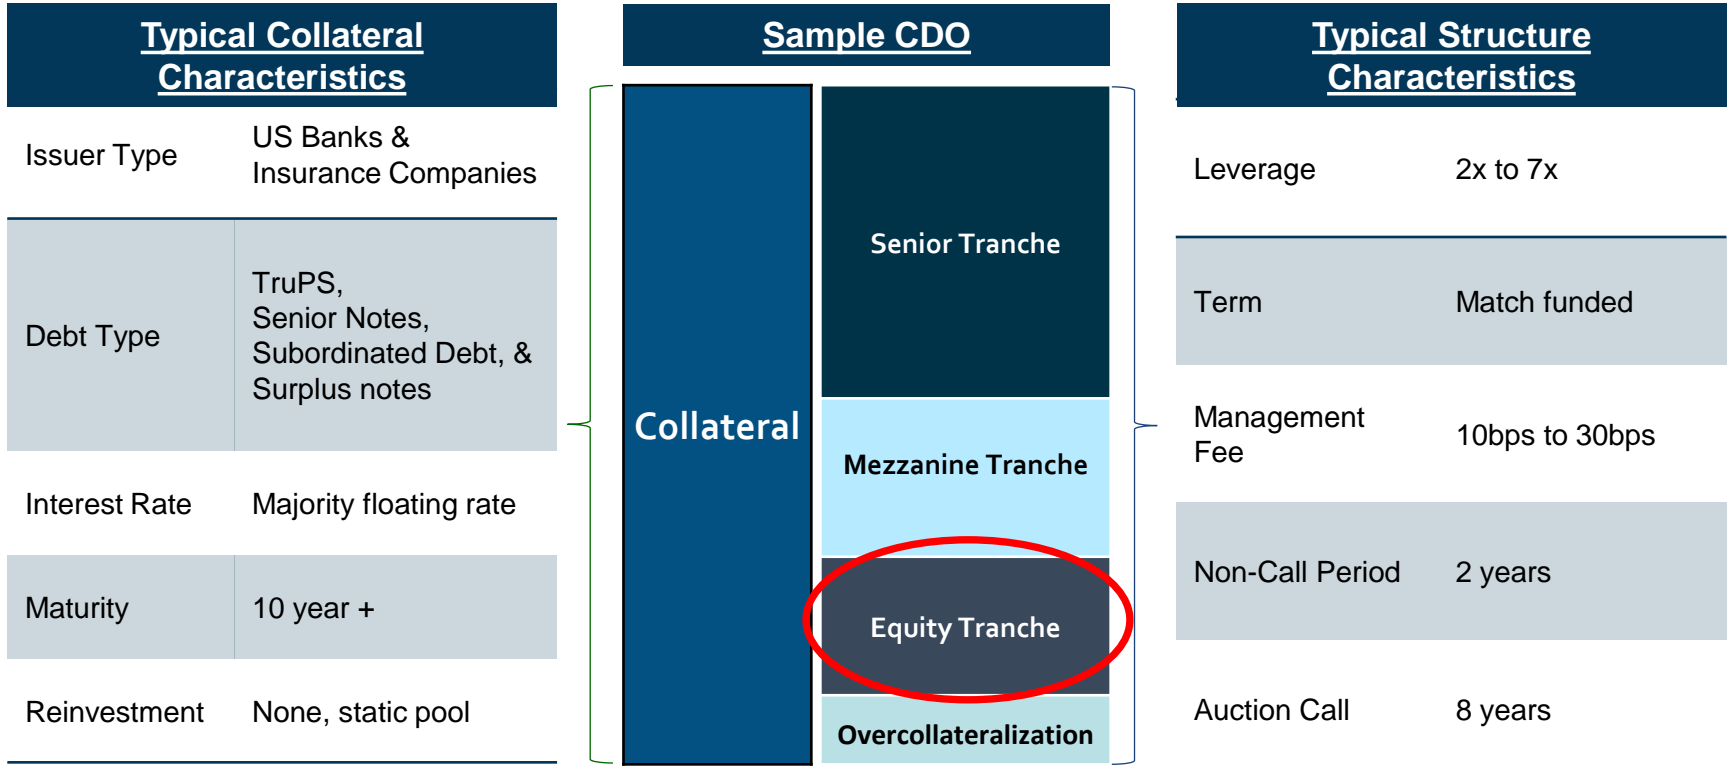 Typical Collateral
Characteristics
Issuer Type
US Banks &
Insurance Companies
Debt Type
TruPS,
Senior Notes,
Subordinated Debt, &
Surplus notes
Interest Rate
Majority floating rate
Maturity
10 year +
Reinvestment
None, static pool
Sample CDO
Collateral
Senior Tranche
Mezzanine Tranche
Equity Tranche
Overcollateralization
Typical Structure
Characteristics
Leverage
2x to 7x
Term
Match funded
Management
Fee
10bps to 30bps
Non-Call Period
2 years
Auction Call
8 years